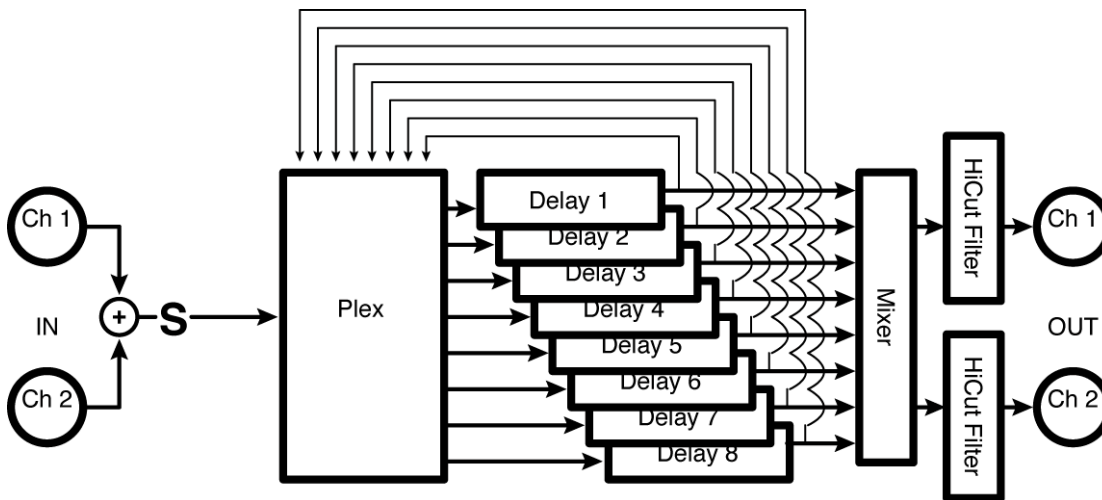 Ch 1
IN
Ch 2
+
S
Plex
Delay 1
Delay 2
Delay 3
Delay 4
Delay 5
Delay 6
Delay 7
Delay 8
Mixer
HiCut Filter
HiCut Filter
Ch 1
OUT
Ch 2